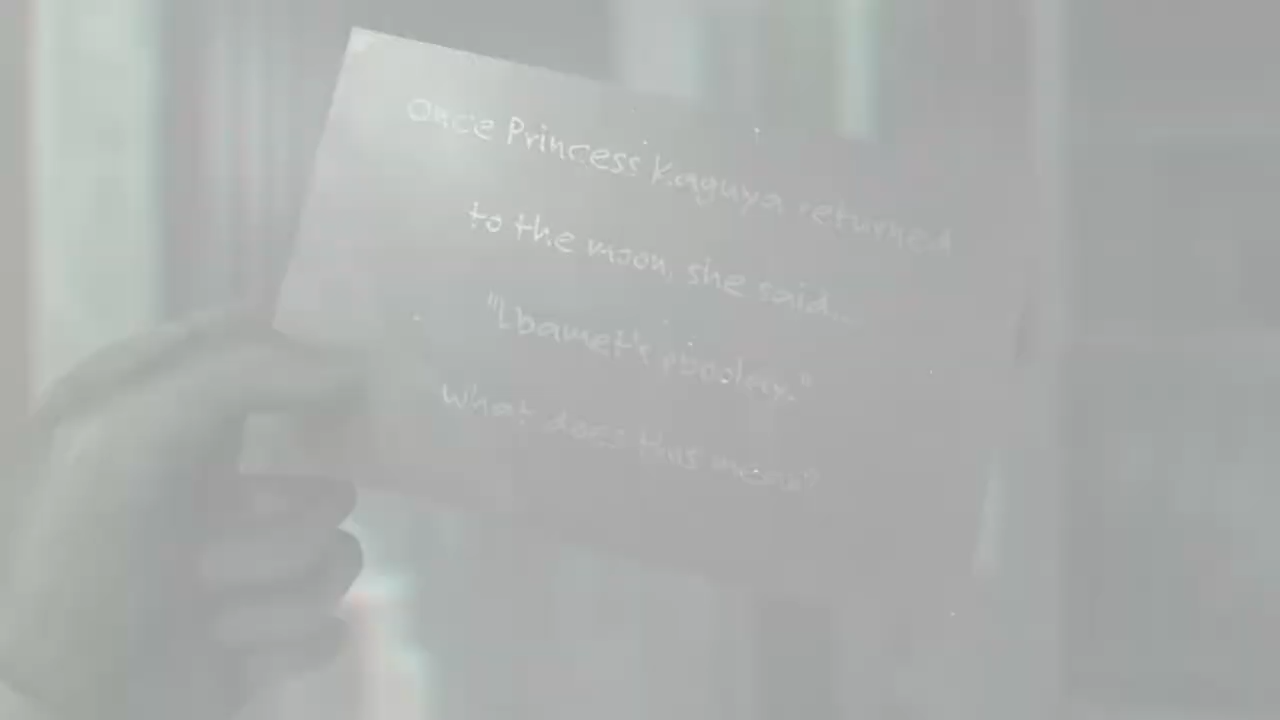 Once Princess Kaguya returned
to the moon, she said...
What does this mean?